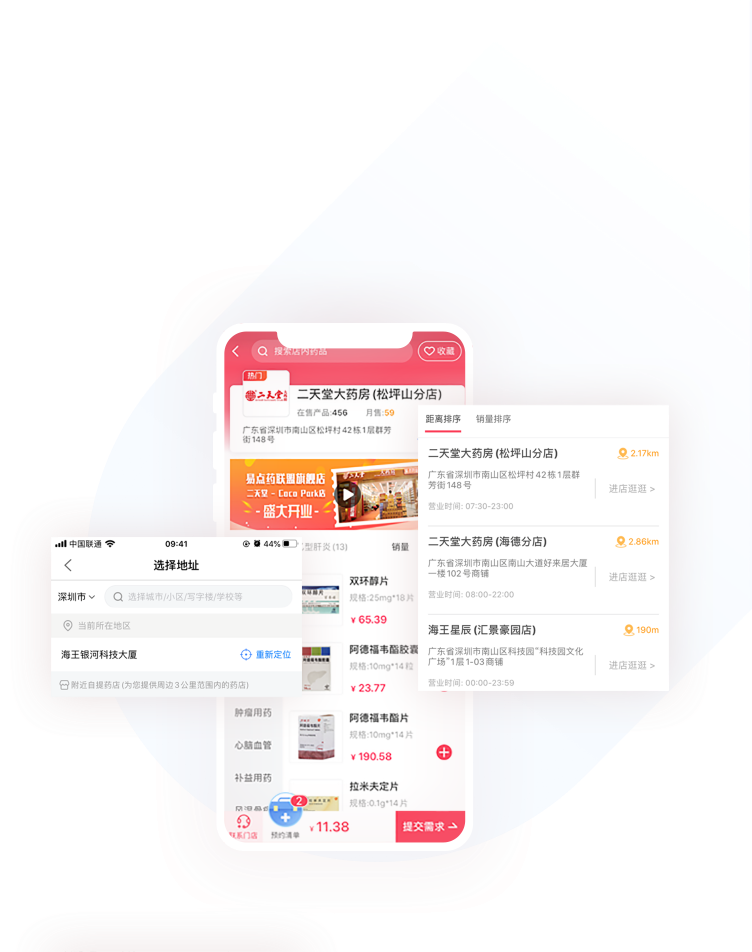 搜索店内药品
收藏
热门
二天堂
二天堂大药房(松坪山分店)
在售产品:456 月售:59
广东省深圳市南山区松坪村42栋1层群芳
街148号
易点药联盟旗舰店
二天堂 - Coco Park店
- 盛大开业 -
型肝炎(13)
销量
双环醇片
规格:25mg*18片
¥ 65.39
阿德福韦酯胶囊
规格:10mg*14粒
¥ 23.77
阿德福韦酯片
规格:10mg*14片
¥ 190.58
拉米夫定片
规格:0.1g*14片
肿瘤用药
心脑血管
补益用药
联系门店
2
预约清单
¥ 11.38
提交需求
距离排序 销量排序
二天堂大药房(松坪山分店)
2.17km
广东省深圳市南山区松坪村42栋1层群
芳街148号
进店逛逛 >
营业时间: 07:30-23:00
二天堂大药房(海德分店)
2.86km
广东省深圳市南山区南山大道好来居大厦
一楼102号商铺
进店逛逛 >
营业时间: 08:00-22:00
海王星辰(汇景豪园店)
190m
广东省深圳市南山区科技园“科技园文化
广场”1层1-03商铺
进店逛逛 >
营业时间: 00:00-23:59
中国联通 09:41 44%
选择地址
深圳市
选择城市/小区/写字楼/学校等
当前所在地区
海王银河科技大厦
重新定位
附近自提药店(为您提供周边3公里范围内的药店)